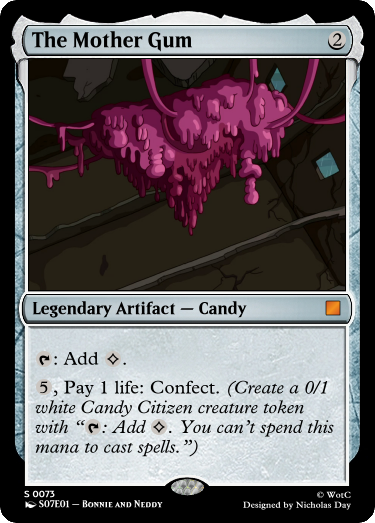 The Mother Gum 2
Legendary Artifact — Candy
: Add .
5, Pay 1 life: Confect. (Create a 0/1
white Candy Citizen creature token
with “: Add . You can't spend this
mana to cast spells.”)
S 0073
S07E01 — Bonnie and Neddy
© WotC
Designed by Nicholas Day